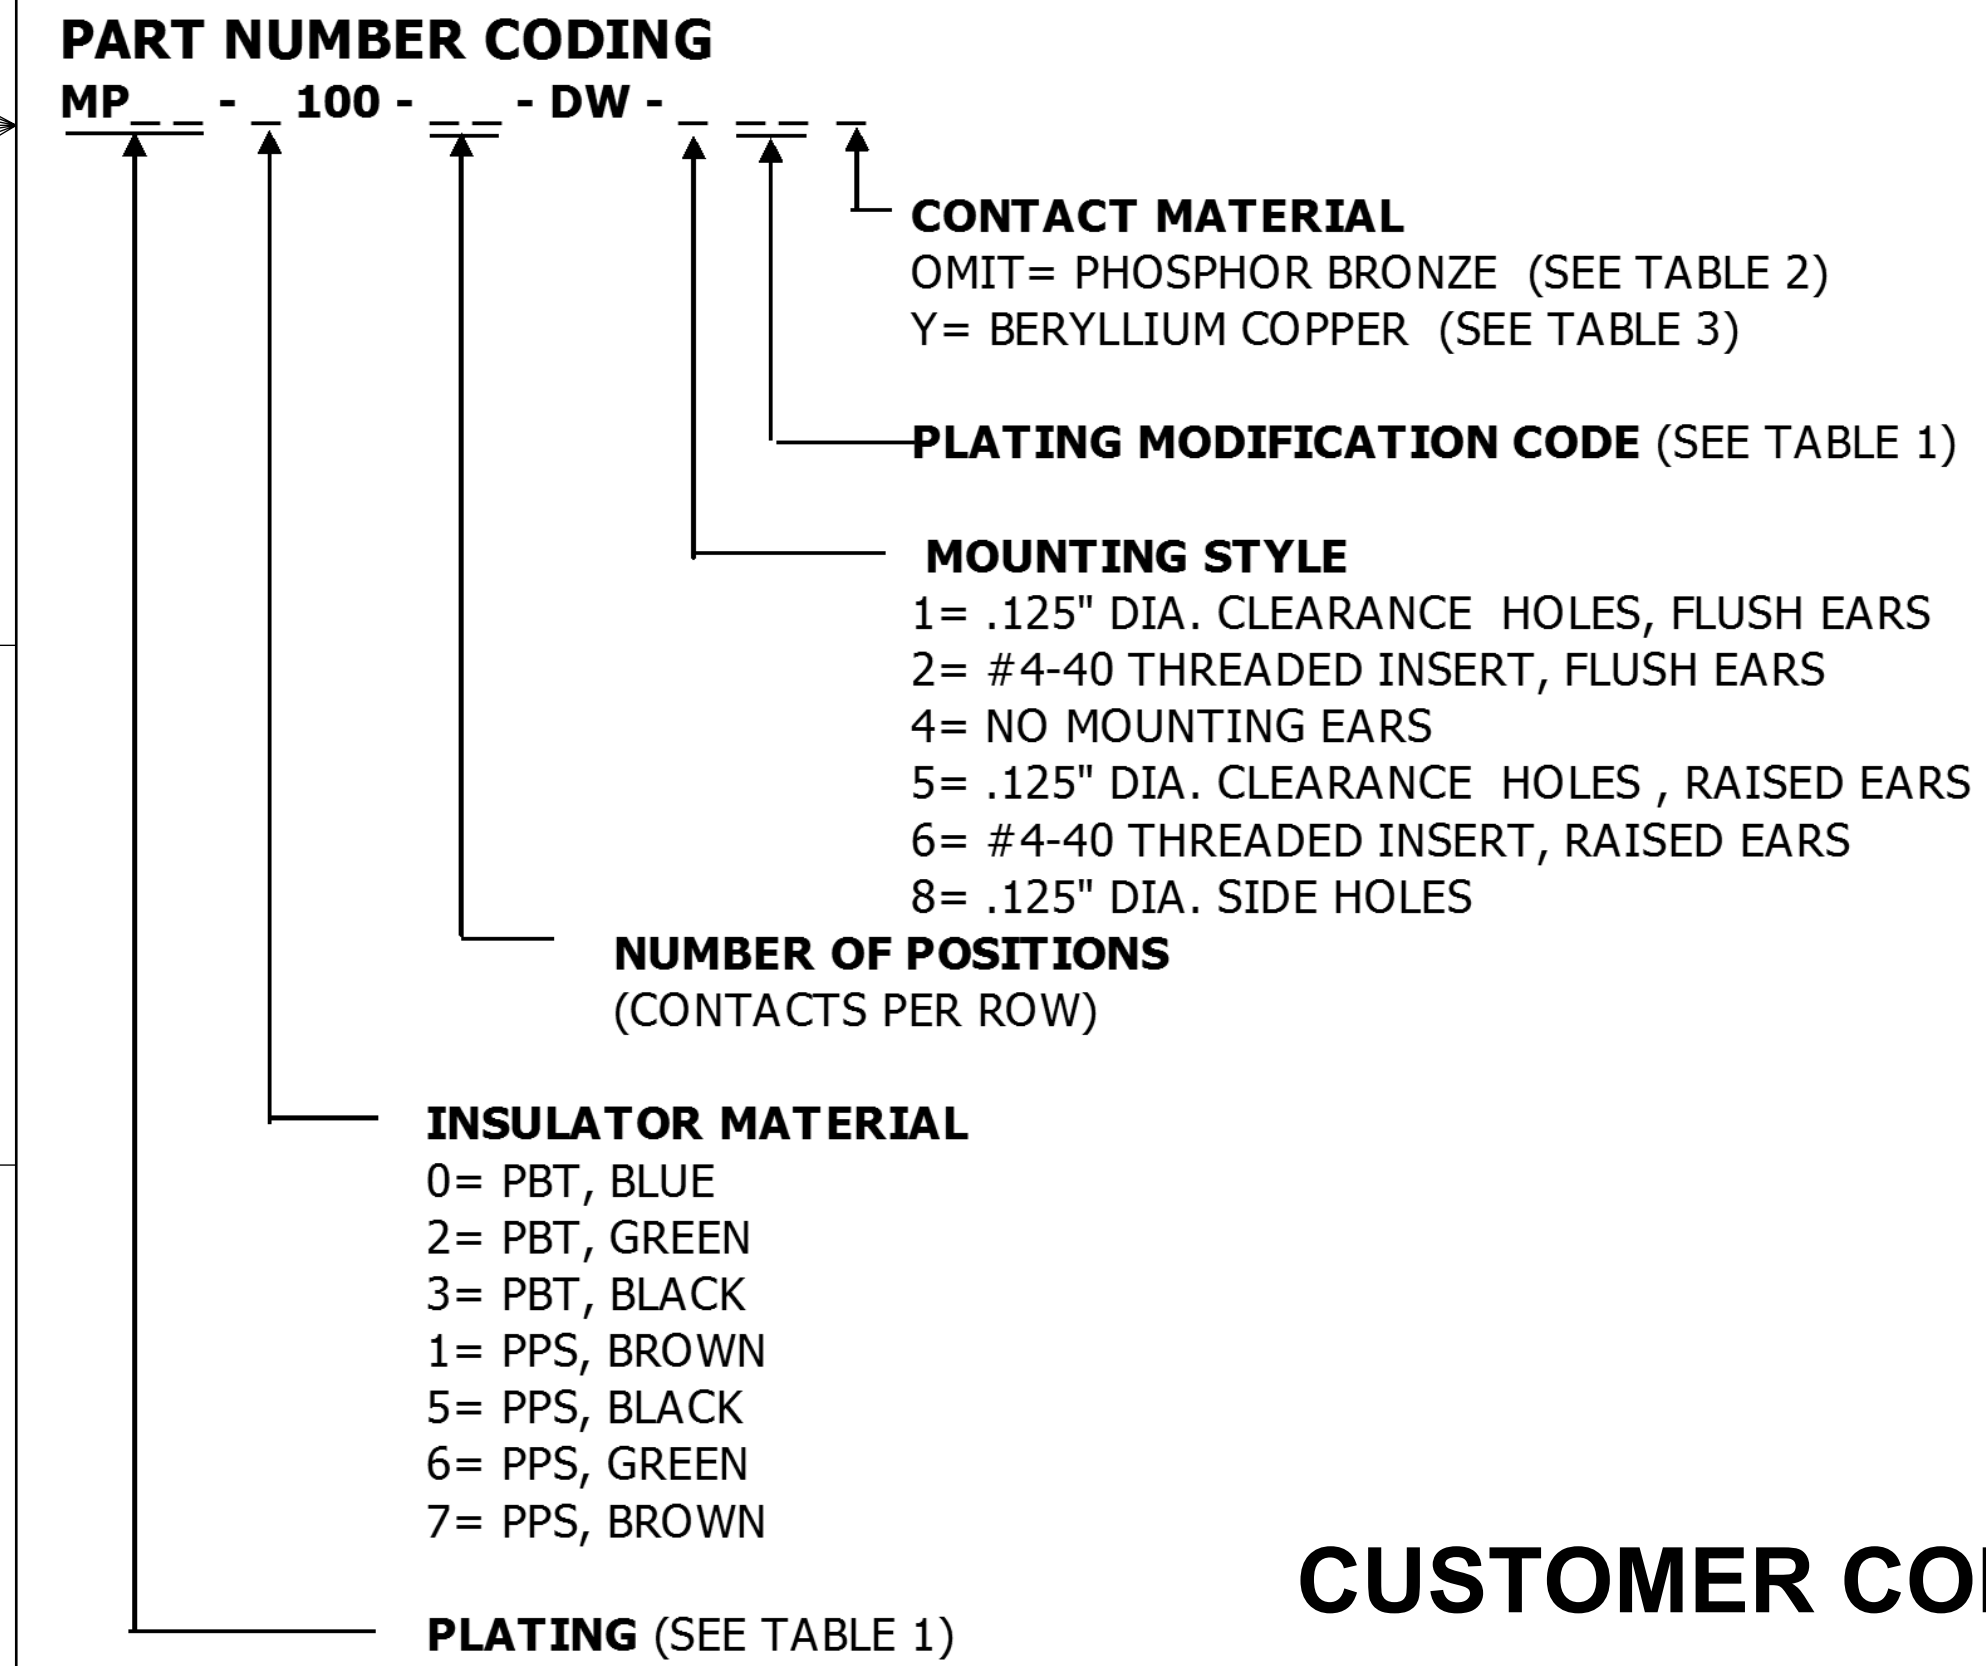 PART NUMBER CODING
MP_ _ - _ 100 - _ _ - DW - _ _ _ _
CONTACT MATERIAL
OMIT= PHOSPHOR BRONZE (SEE TABLE 2)
Y= BERYLLIUM COPPER (SEE TABLE 3)
PLATING MODIFICATION CODE (SEE TABLE 1)
MOUNTING STYLE
1= .125" DIA. CLEARANCE HOLES, FLUSH EARS
2= #4-40 THREADED INSERT, FLUSH EARS
4= NO MOUNTING EARS
5= .125" DIA. CLEARANCE HOLES , RAISED EARS
6= #4-40 THREADED INSERT, RAISED EARS
8= .125" DIA. SIDE HOLES
NUMBER OF POSITIONS
(CONTACTS PER ROW)
INSULATOR MATERIAL
0= PBT, BLUE
2= PBT, GREEN
3= PBT, BLACK
1= PPS, BROWN
5= PPS, BLACK
6= PPS, GREEN
7= PPS, BROWN
CUSTOMER
PLATING (SEE TABLE 1)